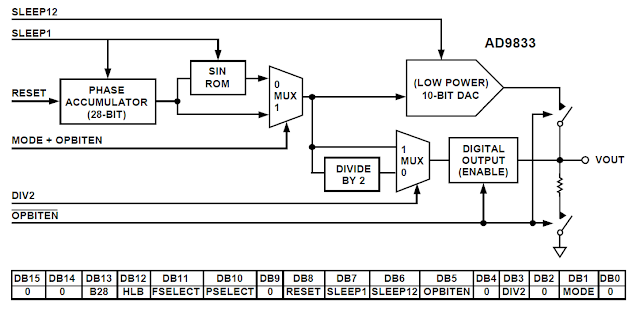 SLEEP12
SLEEP1
AD9833
RESET
PHASE
ACCUMULATOR
(28-BIT)
SIN
ROM
0
MUX
1
(LOW POWER)
10-BIT DAC
MODE + OPBITEN
1
MUX
0
DIVIDE
BY 2
DIGITAL
OUTPUT
(ENABLE)
VOUT
DIV2
OPBITEN
DB15 DB14 DB13 DB12 DB11 DB10 DB9 DB8 DB7 DB6 DB5 DB4 DB3 DB2 DB1 DB0
0 0 B28 HLB FSELECT PSELECT 0 RESET SLEEP1 SLEEP12 OPBITEN 0 DIV2 0 MODE 0